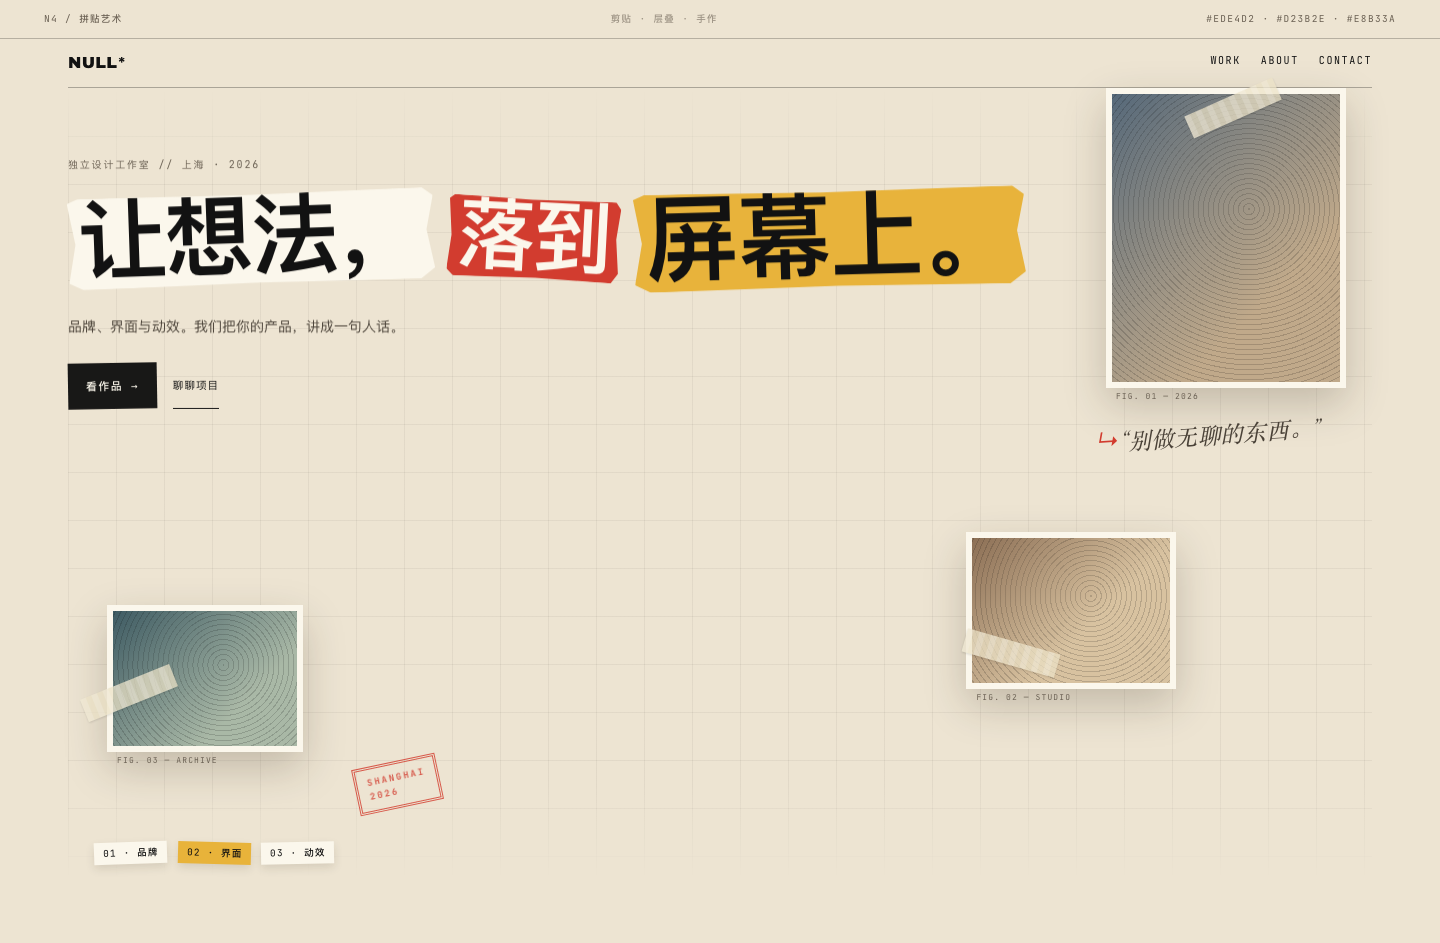 N4 / 拼贴艺术
剪贴 · 层叠 · 手作
#EDE4D2 · #D23B2E · #E8B33A
NULL*
WORK ABOUT CONTACT
独立设计工作室 // 上海 · 2026
让想法，落到屏幕上。
品牌、界面与动效。我们把你的产品，讲成一句人话。
看作品 →
聊聊项目
FIG. 01 — 2026
↳“别做无聊的东西。”
FIG. 02 — STUDIO
FIG. 03 — ARCHIVE
SHANGHAI
2026
01 · 品牌
02 · 界面
03 · 动效